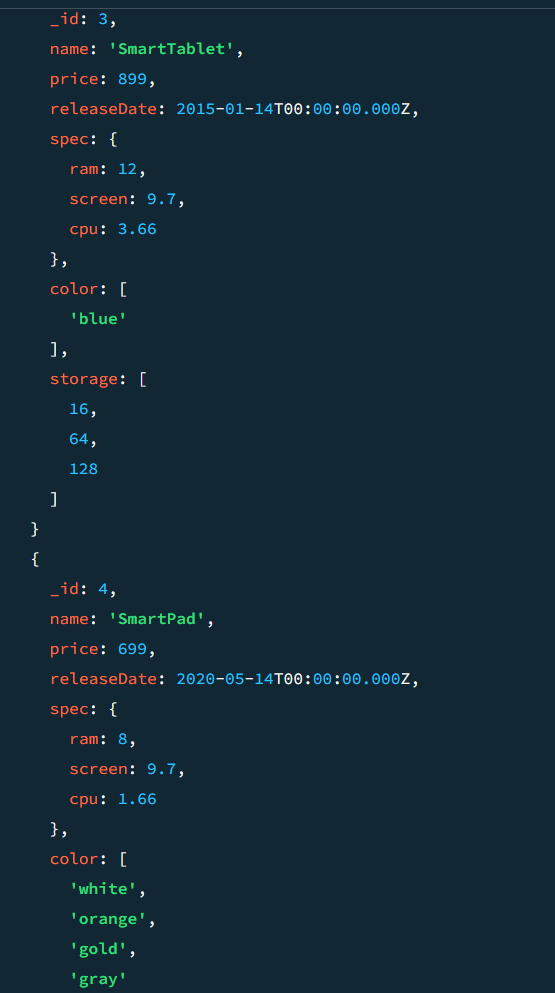 _id: 3,
name: 'SmartTablet',
price: 899,
releaseDate: 2015-01-14T00:00:00.000Z,
spec: {
ram: 12,
screen: 9.7,
cpu: 3.66
},
color: [
'blue'
],
storage: [
16,
64,
128
]
}
{
_id: 4,
name: 'SmartPad',
price: 699,
releaseDate: 2020-05-14T00:00:00.000Z,
spec: {
ram: 8,
screen: 9.7,
cpu: 1.66
},
color: [
'white',
'orange',
'gold',
'gray'